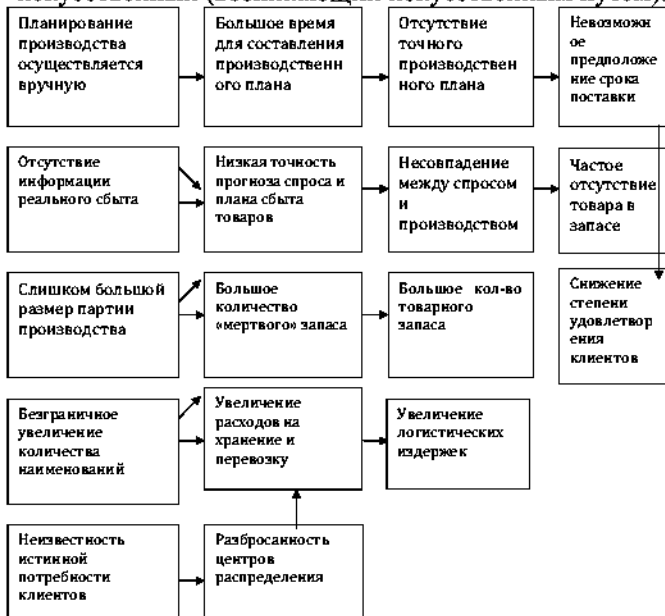 Планирование
производства
осуществляется
вручную
Большое время
для составления
производственн
ого плана
Отсутствие
точного
производствен
ного плана
Невозможн
ое
предположе
ние срока
поставки
Отсутствие
информации
реального сбыта
Низкая точность
прогноза спроса и
плана сбыта
товаров
Несовпадение
между спросом
и
производством
Частое
отсутствие
товара в
запасе
Слишком большой
размер партии
производства
Большое
количество
«мертвого» запаса
Большое кол-во
товарного
запаса
Снижение
степени
удовлетвор
ения
клиентов
Безграничное
увеличение
количества
наименований
Увеличение
расходов на
хранение и
перевозку
Увеличение
логистических
издержек
Неизвестность
истинной
потребности
клиентов
Разбросанность
центров
распределения